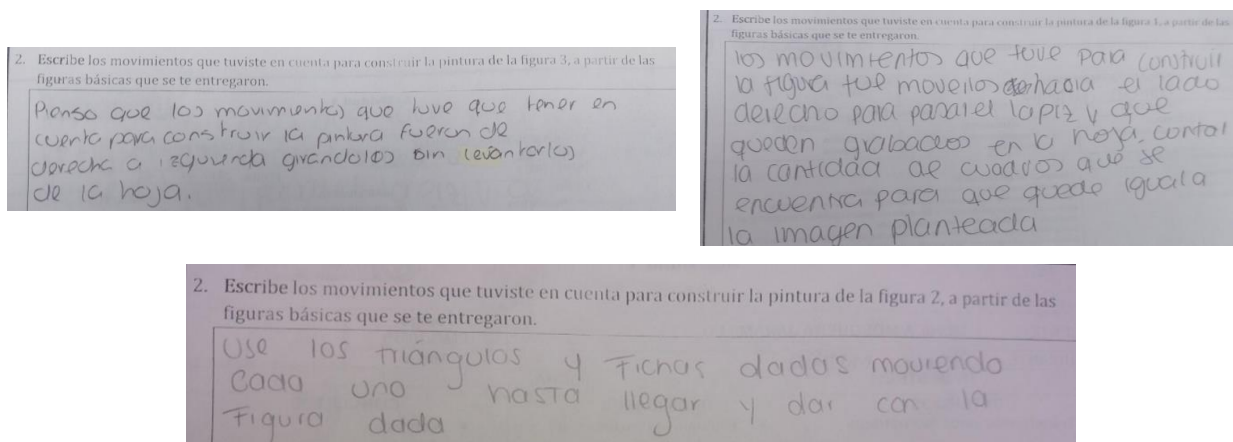 2. Escribe los movimientos que tuviste en cuenta para construir la pintura de la figura 3, a partir de las
figuras básicas que se te entregaron.
Pienso que los movimientos que tuve que tener en
cuenta para construir la pintura fueron de
derecha a izquierda girandolos sin levantarlos
de la hoja.
2. Escribe los movimientos que tuviste en cuenta para construir la pintura de la figura 1, a partir de las
figuras básicas que se te entregaron.
los movimientos que tuve para construir
la figura fue moverlos hacia el lado
derecho para pasar el lapiz y que
queden grabados en la hoja, contar
la cantidad de cuadros que se
encuentra para que quede igual a
la imagen planteada
2. Escribe los movimientos que tuviste en cuenta para construir la pintura de la figura 2, a partir de las
figuras básicas que se te entregaron.
Use los triángulos y Fichas dadas moviendo
cada uno hasta llegar y dar con la
Figura dada